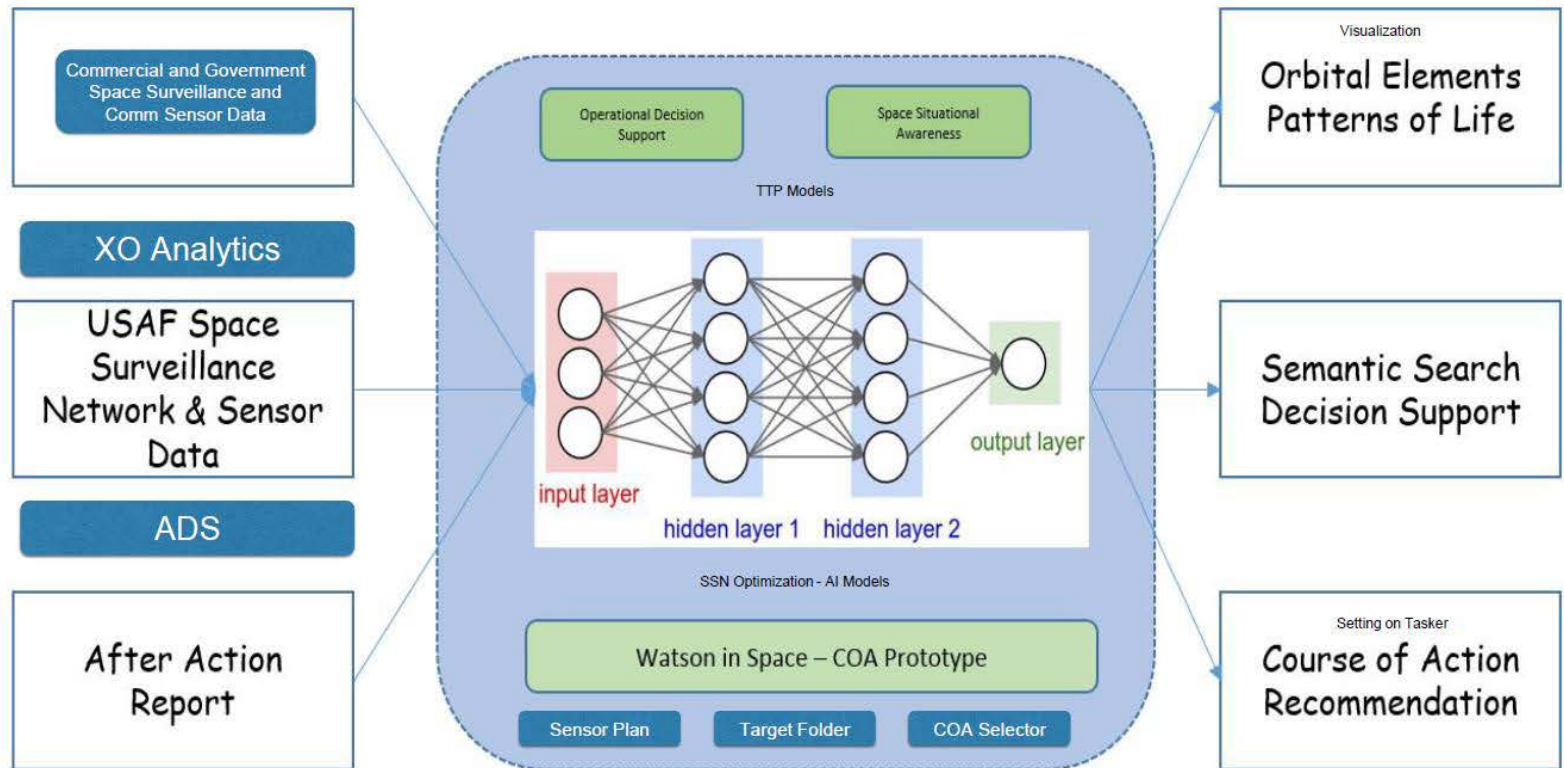 Commercial and Government
Space Surveillance and
Comm Sensor Data
XO Analytics
USAF Space
Surveillance
Network & Sensor
Data
ADS
After Action
Report
Operational Decision
Support
Space Situational
Awareness
TTP Models
input layer
hidden layer 1
hidden layer 2
output layer
SSN Optimization - AI Models
Watson in Space – COA Prototype
Sensor Plan
Target Folder
COA Selector
Visualization
Orbital Elements
Patterns of Life
Semantic Search
Decision Support
Setting on Tasker
Course of Action
Recommendation